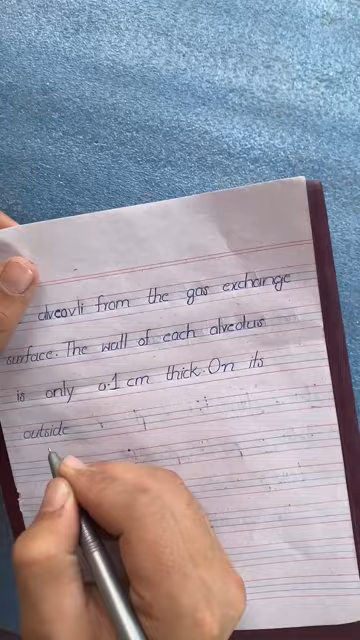 alveovli from the gas exchange
surface. The wall of each alveolus
is only 0.1 cm thick. On its
outside